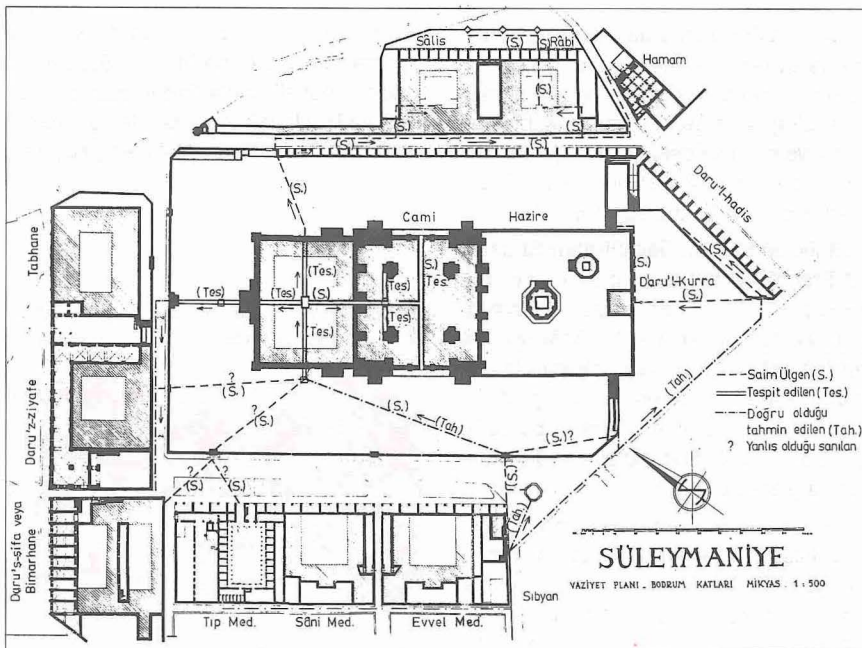 Sâlis
(S.)
(S.)
Râbi
Hamam
(S.)
(S.)
(S.)
(S.)
(S.)
Daru'l-hadis
(S.)
Tabhane
Cami
Hazire
(S.)
(Tes.)
(S.)
Tes.
(S.)
Daru'l-Kurra
(S.)
(Tes)
(Tes)
(S.)
(Tes)
(Tes)
(Tes.)
Daru'z-ziyafe
?
(S.)
?
(S.)
(S.)
(Tah)
(Tah)
(S.)?
----- Saim Ülgen (S.)
Tespit edilen (Tes.)
Doğru olduğu
tahmin edilen (Tah.)
? Yanlıs olduğu sanılan
?
(S.)
?
(S.)
(S.)
(Tah)
Daru's-sifa veya
Bimarhane
SÜLEYMANİYE
VAZİYET PLANI - BODRUM KATLARI MİKYAS . 1 : 500
Sıbyan
Tıp Med.
Sâni Med.
Evvel Med.